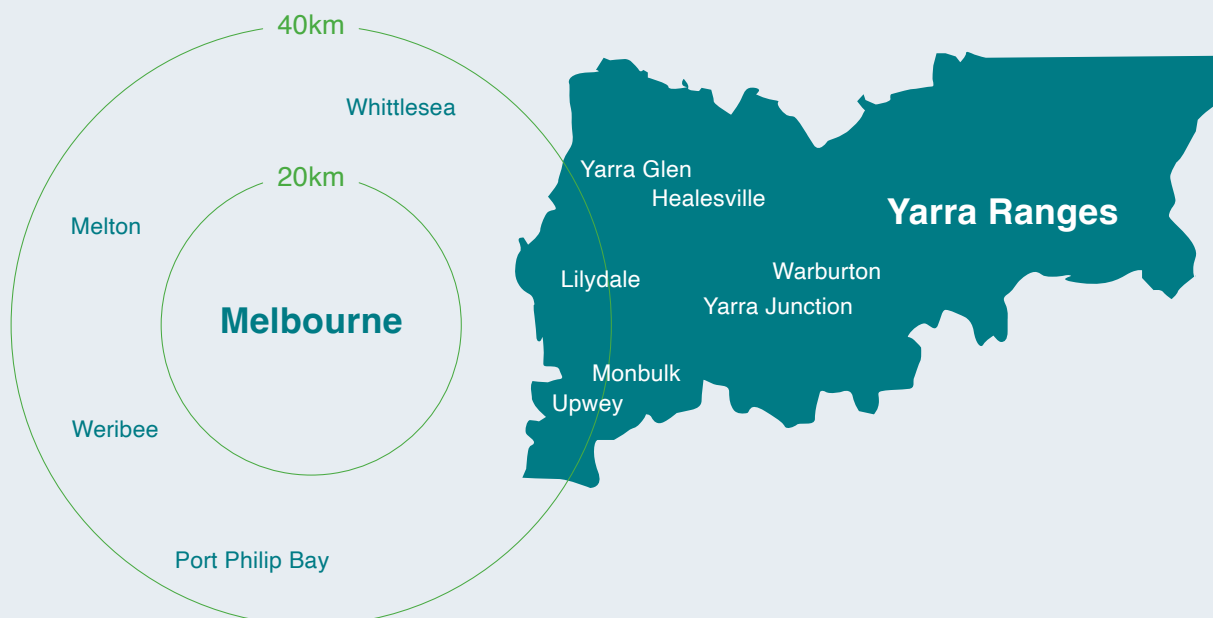 40km
Whittlesea
Yarra Glen
20km
Healesville
Yarra Ranges
Melton
Warburton
Lilydale
Yarra Junction
Melbourne
Monbulk
Upwey
Weribee
Port Philip Bay